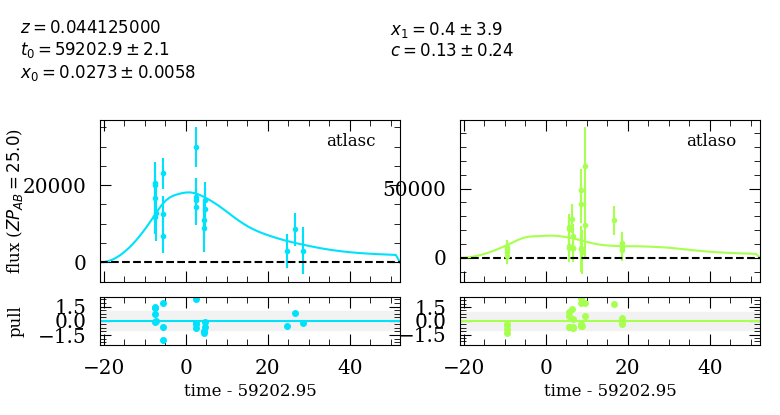 z = 0.044125000
t₀ = 59202.9 ± 2.1
x₀ = 0.0273 ± 0.0058
x₁ = 0.4 ± 3.9
c = 0.13 ± 0.24
flux (ZP_AB = 25.0)
atlasc
20000
0
atlaso
50000
0
pull
1.5
0.0
−1.5
−20 0 20 40
time - 59202.95
1.5
0.0
−1.5
−20 0 20 40
time - 59202.95